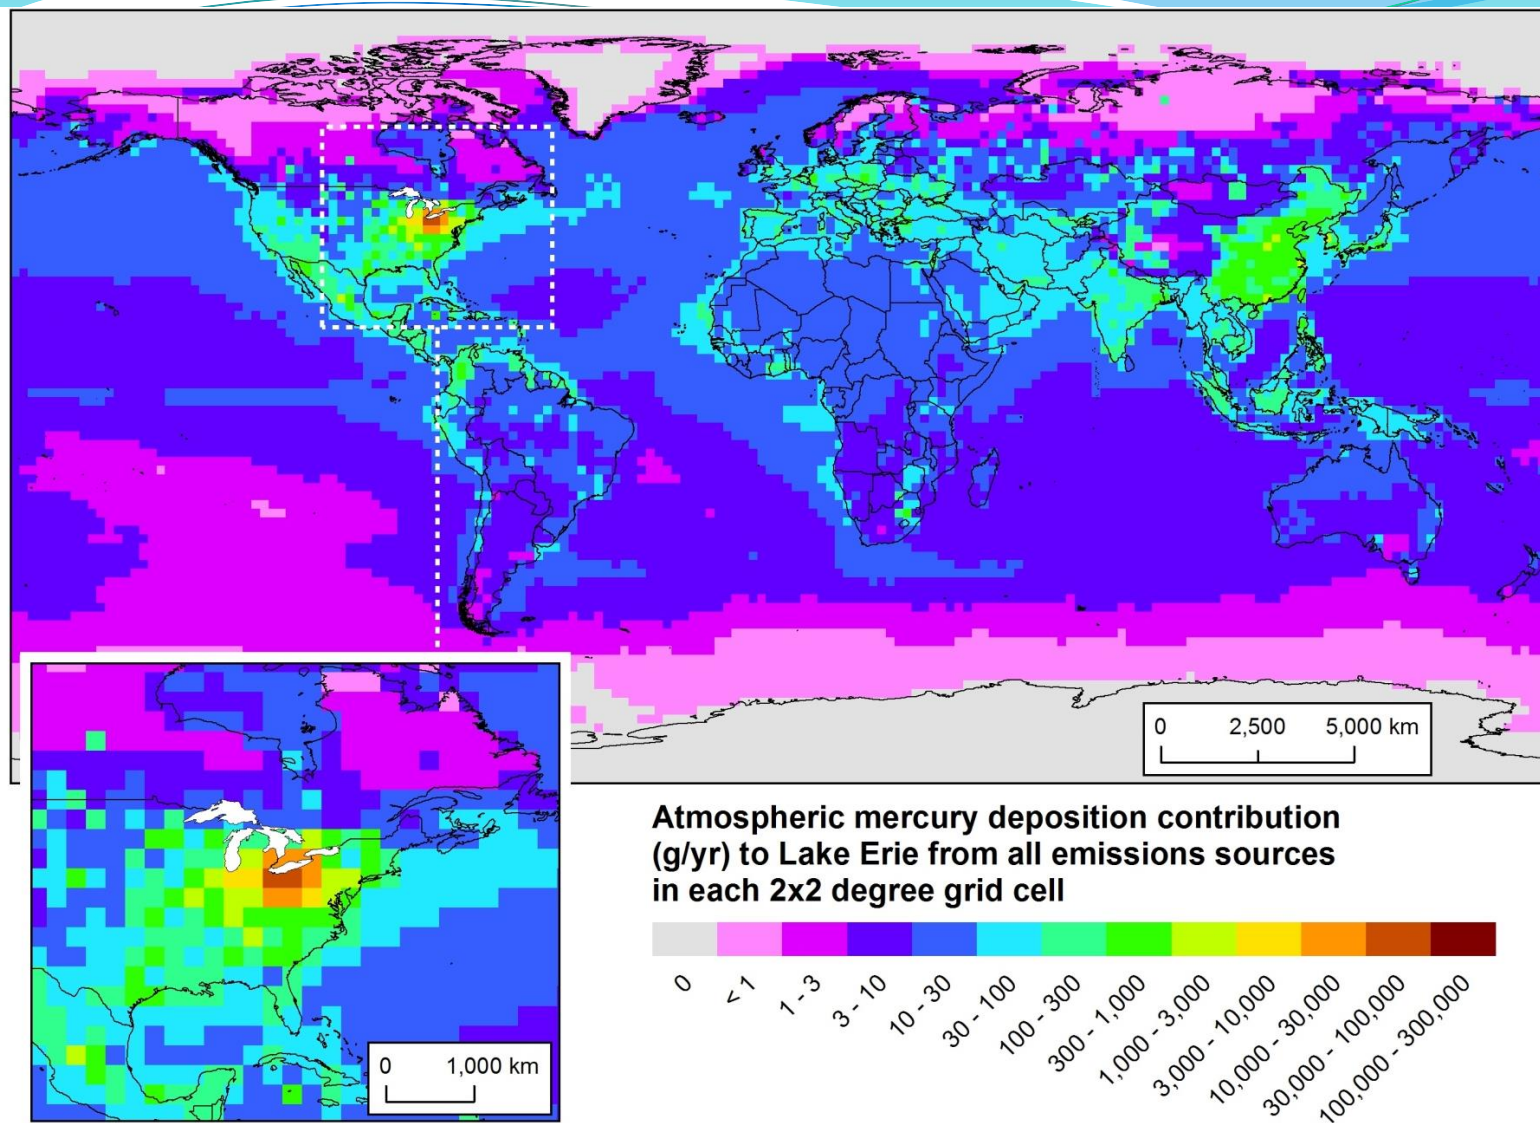 0 2,500 5,000 km
Atmospheric mercury deposition contribution
(g/yr) to Lake Erie from all emissions sources
in each 2x2 degree grid cell
0
< 1
1 - 3
3 - 10
10 - 30
30 - 100
100 - 300
300 - 1,000
1,000 - 3,000
3,000 - 10,000
10,000 - 30,000
30,000 - 100,000
100,000 - 300,000
0 1,000 km